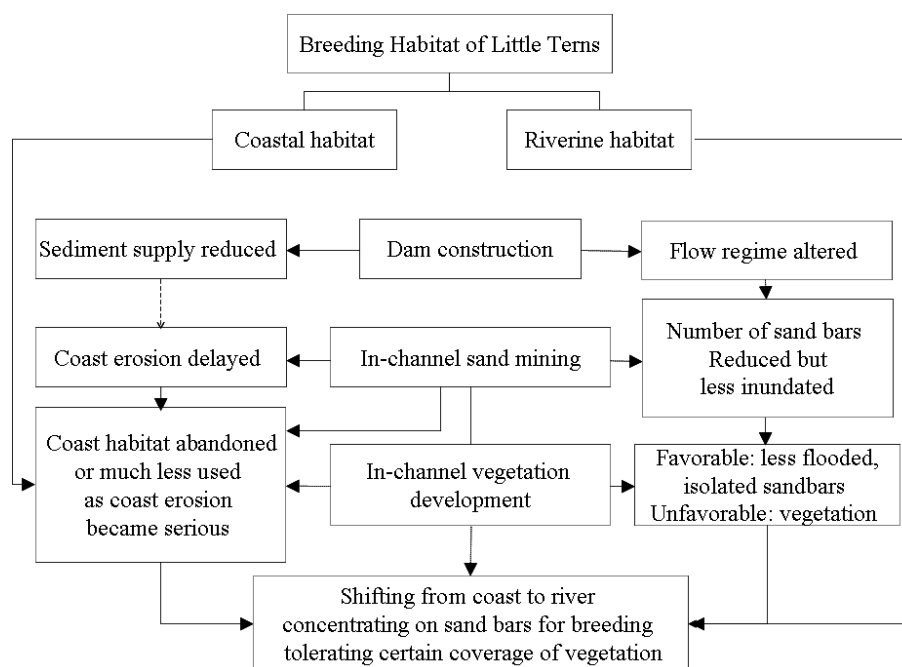 Breeding Habitat of Little Terns
Coastal habitat
Riverine habitat
Sediment supply reduced
Dam construction
Flow regime altered
Coast erosion delayed
In-channel sand mining
Number of sand bars
Reduced but
less inundated
Coast habitat abandoned
or much less used
as coast erosion
became serious
In-channel vegetation
development
Favorable: less flooded,
isolated sandbars
Unfavorable: vegetation
Shifting from coast to river
concentrating on sand bars for breeding
tolerating certain coverage of vegetation